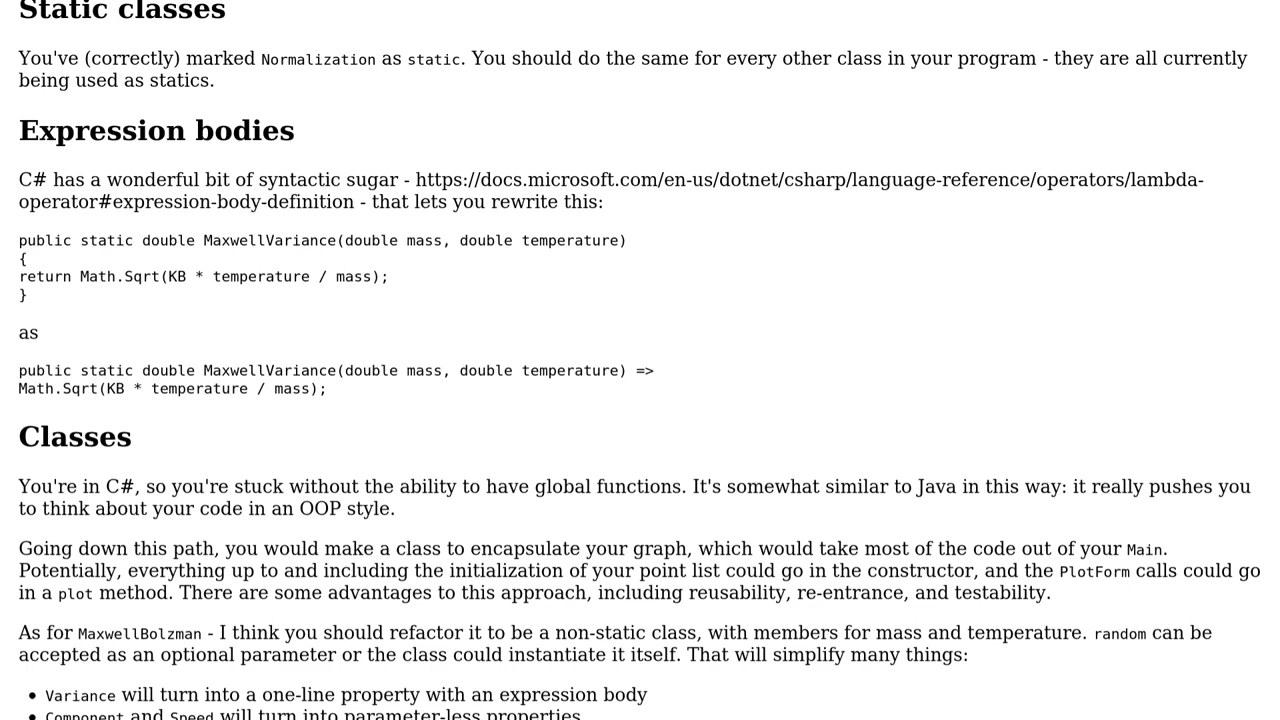 Static classes
You've (correctly) marked Normalization as static. You should do the same for every other class in your program - they are all currently
being used as statics.
Expression bodies
C# has a wonderful bit of syntactic sugar - https://docs.microsoft.com/en-us/dotnet/csharp/language-reference/operators/lambda-
operator#expression-body-definition - that lets you rewrite this:
public static double MaxwellVariance(double mass, double temperature)
{
return Math.Sqrt(KB * temperature / mass);
}
as
public static double MaxwellVariance(double mass, double temperature) =>
Math.Sqrt(KB * temperature / mass);
Classes
You're in C#, so you're stuck without the ability to have global functions. It's somewhat similar to Java in this way: it really pushes you
to think about your code in an OOP style.
Going down this path, you would make a class to encapsulate your graph, which would take most of the code out of your Main.
Potentially, everything up to and including the initialization of your point list could go in the constructor, and the PlotForm calls could go
in a plot method. There are some advantages to this approach, including reusability, re-entrance, and testability.
As for MaxwellBolzman - I think you should refactor it to be a non-static class, with members for mass and temperature. random can be
accepted as an optional parameter or the class could instantiate it itself. That will simplify many things:
• Variance will turn into a one-line property with an expression body
• Component and Speed will turn into parameter-less properties